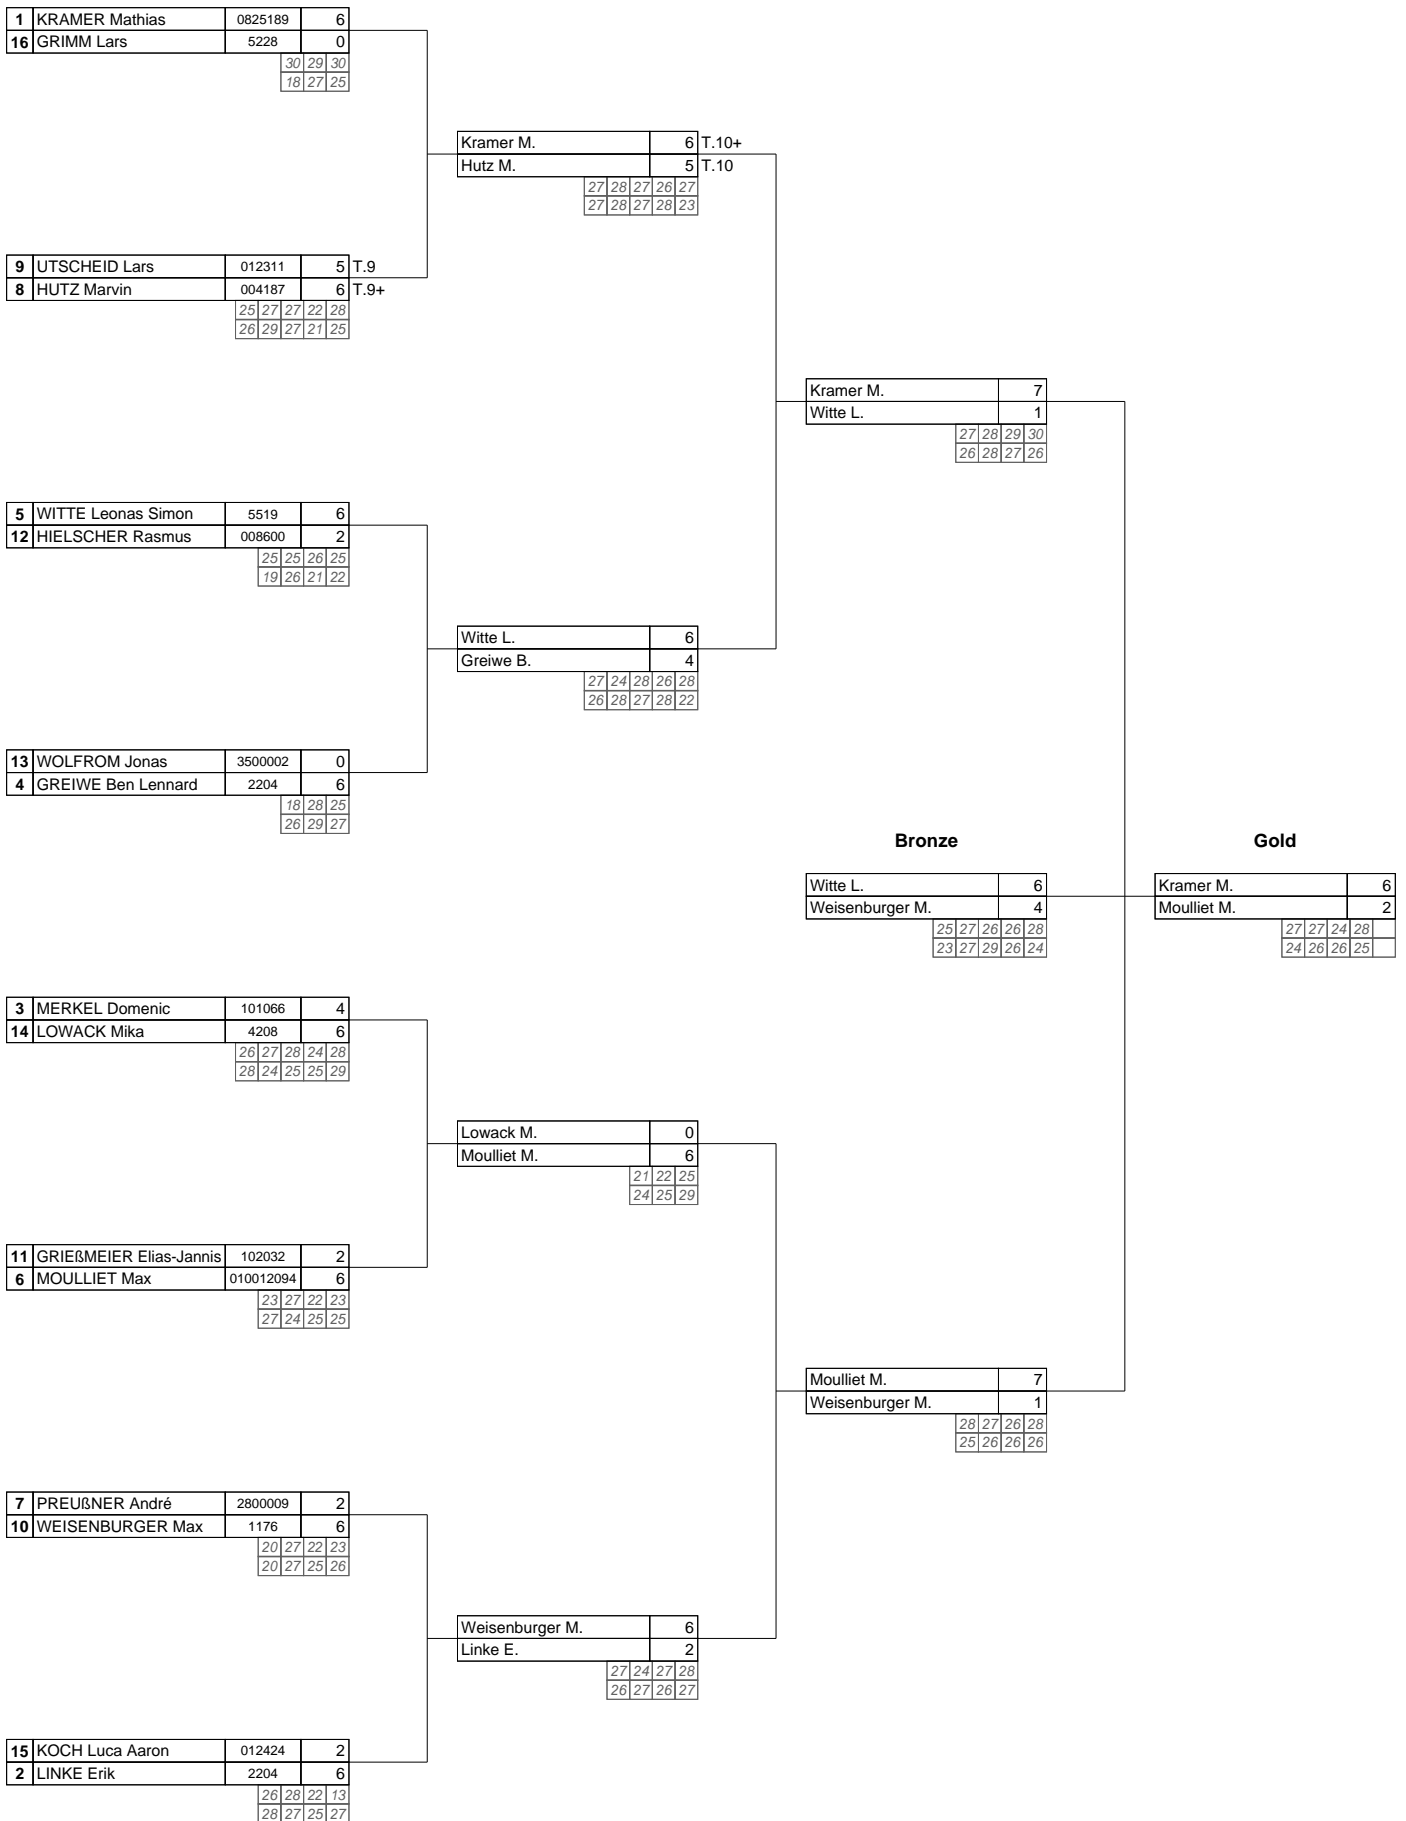 1 KRAMER Mathias 0825189 6
16 GRIMM Lars 5228 0
30 29 30
18 27 25
Kramer M. 6 T.10+
Hutz M. 5 T.10
27 28 27 26 27
27 28 27 28 23
9 UTSCHEID Lars 012311 5 T.9
8 HUTZ Marvin 004187 6 T.9+
25 27 27 22 28
26 29 27 21 25
Kramer M. 7
Witte L. 1
27 28 29 30
26 28 27 26
5 WITTE Leonas Simon 5519 6
12 HIELSCHER Rasmus 008600 2
25 25 26 25
19 26 21 22
Witte L. 6
Greiwe B. 4
27 24 28 26 28
26 28 27 28 22
13 WOLFROM Jonas 3500002 0
4 GREIWE Ben Lennard 2204 6
18 28 25
26 29 27
Bronze Gold
Witte L. 6 Kramer M. 6
Weisenburger M. 4 Moulliet M. 2
25 27 26 26 28 27 27 24 28
23 27 29 26 24 24 26 26 25
3 MERKEL Domenic 101066 4
14 LOWACK Mika 4208 6
26 27 28 24 28
28 24 25 25 29
Lowack M. 0
Moulliet M. 6
21 22 25
24 25 29
11 GRIEßMEIER Elias-Jannis 102032 2
6 MOULLIET Max 010012094 6
23 27 22 23
27 24 25 25
Moulliet M. 7
Weisenburger M. 1
28 27 26 28
25 26 26 26
7 PREUßNER André 2800009 2
10 WEISENBURGER Max 1176 6
20 27 22 23
20 27 25 26
Weisenburger M. 6
Linke E. 2
27 24 27 28
26 27 26 27
15 KOCH Luca Aaron 012424 2
2 LINKE Erik 2204 6
26 28 22 13
28 27 25 27